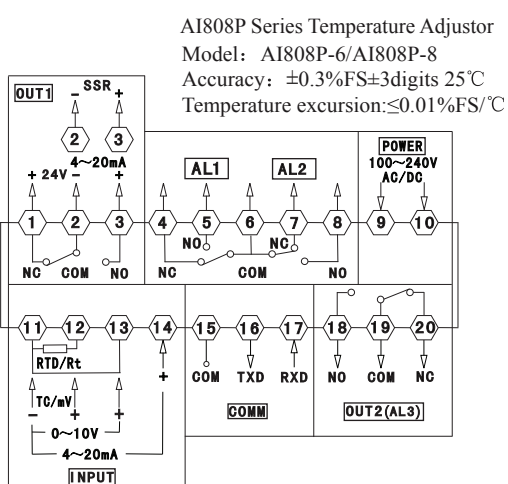 AI808P Series Temperature Adjustor
Model：AI808P-6/AI808P-8
Accuracy：±0.3%FS±3digits 25℃
Temperature excursion:≤0.01%FS/℃
OUT1
SSR
- +
2 3
4～20mA
+ 24V - +
AL1 AL2
POWER
100～240V
AC/DC
1 2 3 4 5 6 7 8 9 10
NO NC
NC COM NO NC COM NO
11 12 13 14 15 16 17 18 19 20
RTD/Rt
+ COM TXD RXD NO COM NC
TC/mV
- + +
COMM OUT2(AL3)
0～10V
4～20mA
INPUT